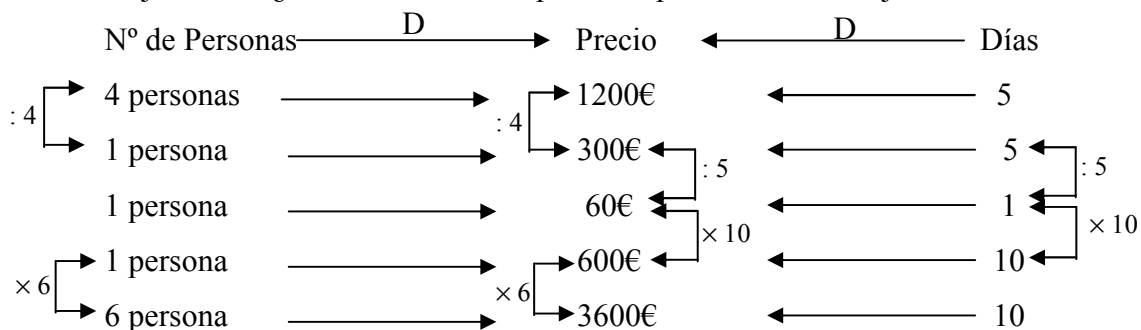 Nº de Personas D Precio D Días
: 4 4 personas : 4 1200€ 5
1 persona 300€ : 5 5 : 5
1 persona 60€ 1
× 10 × 10
× 6 1 persona × 6 600€ 10
6 persona 3600€ 10